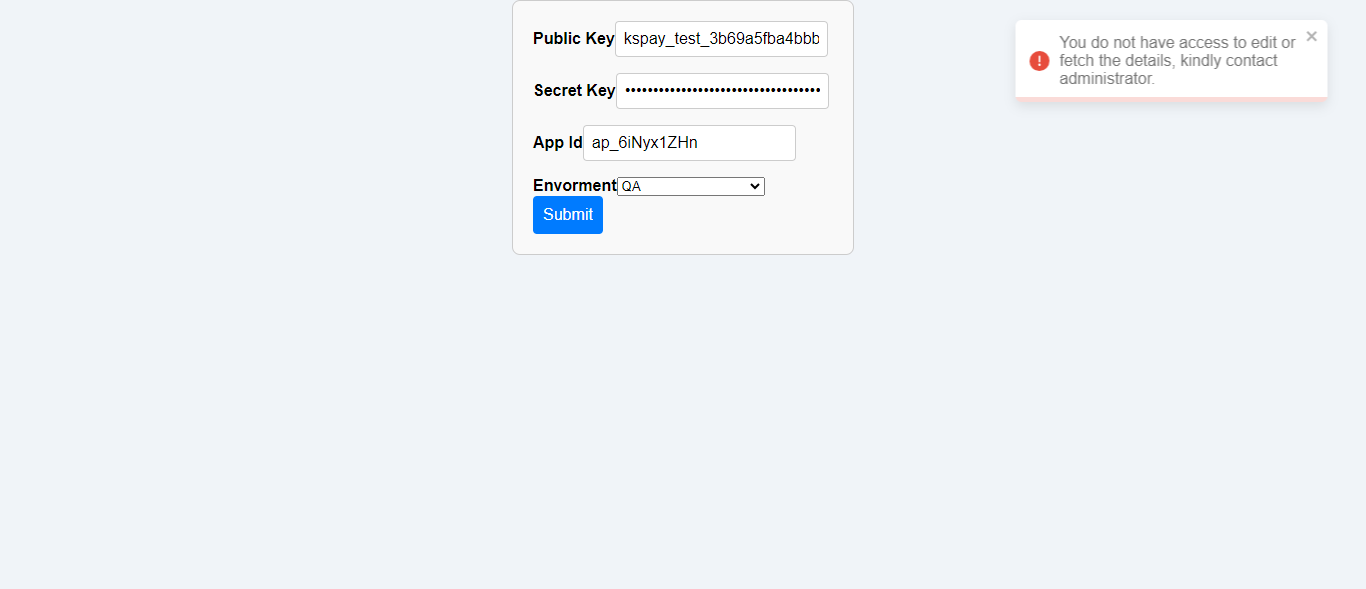 Public Key kspay_test_3b69a5fba4bbb
Secret Key ••••••••••••••••••••••••••••••••••••
App Id ap_6iNyx1ZHn
Envorment QA
Submit
You do not have access to edit or
fetch the details, kindly contact
administrator.